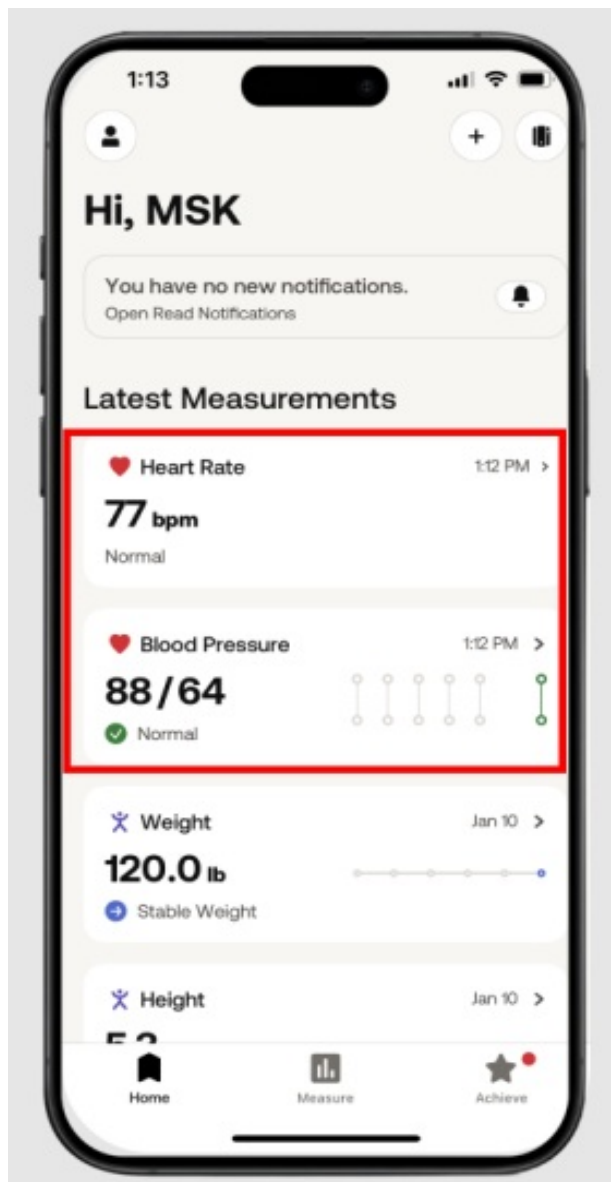 1:13
Hi, MSK
You have no new notifications.
Open Read Notifications
Latest Measurements
Heart Rate 1:12 PM >
77 bpm
Normal
Blood Pressure 1:12 PM >
88/64
Normal
Weight Jan 10 >
120.0 lb
Stable Weight
Height Jan 10 >
Home Measure Achieve